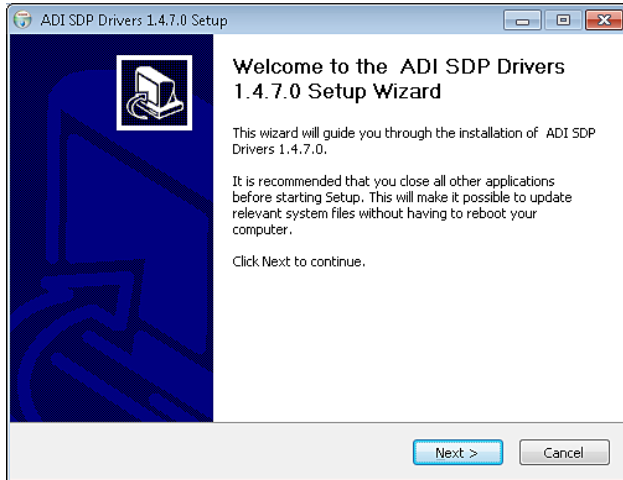 ADI SDP Drivers 1.4.7.0 Setup
Welcome to the ADI SDP Drivers
1.4.7.0 Setup Wizard
This wizard will guide you through the installation of ADI SDP
Drivers 1.4.7.0.
It is recommended that you close all other applications
before starting Setup. This will make it possible to update
relevant system files without having to reboot your
computer.
Click Next to continue.
Next >
Cancel